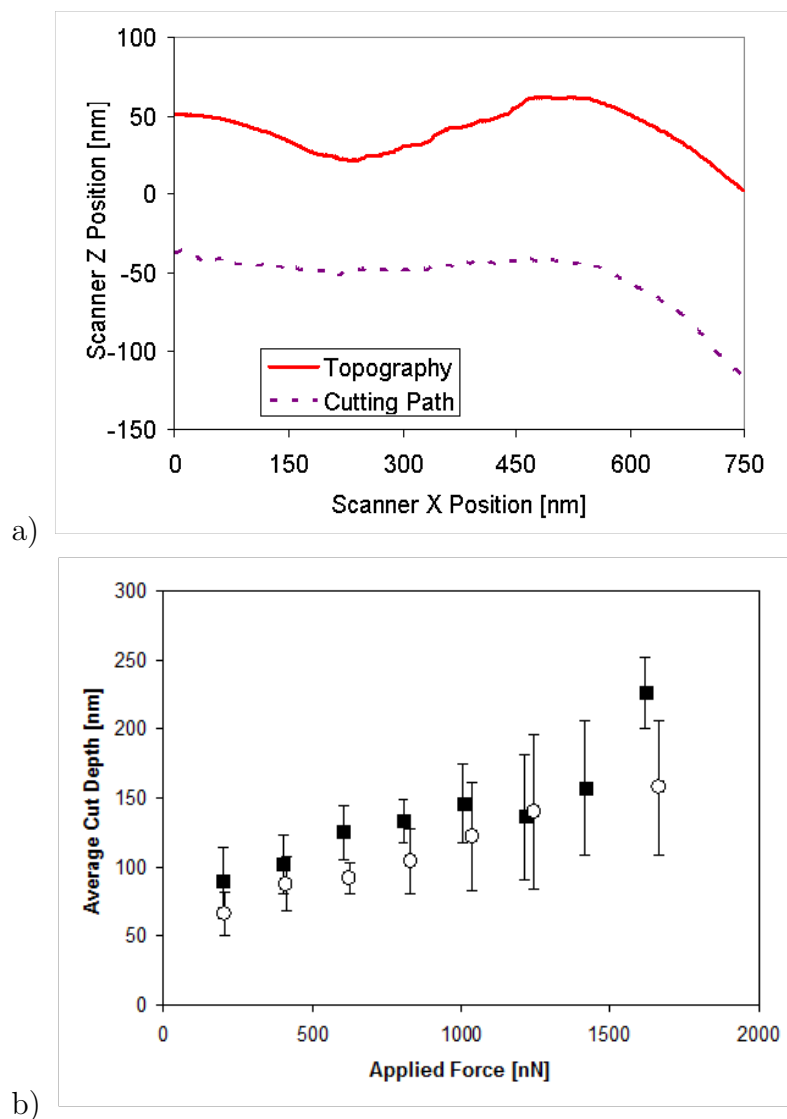 100
50
0
-50
-100
-150
Scanner Z Position [nm]
Topography
Cutting Path
0 150 300 450 600 750
Scanner X Position [nm]
a)
300
250
200
150
100
50
0
Average Cut Depth [nm]
0 500 1000 1500 2000
Applied Force [nN]
b)